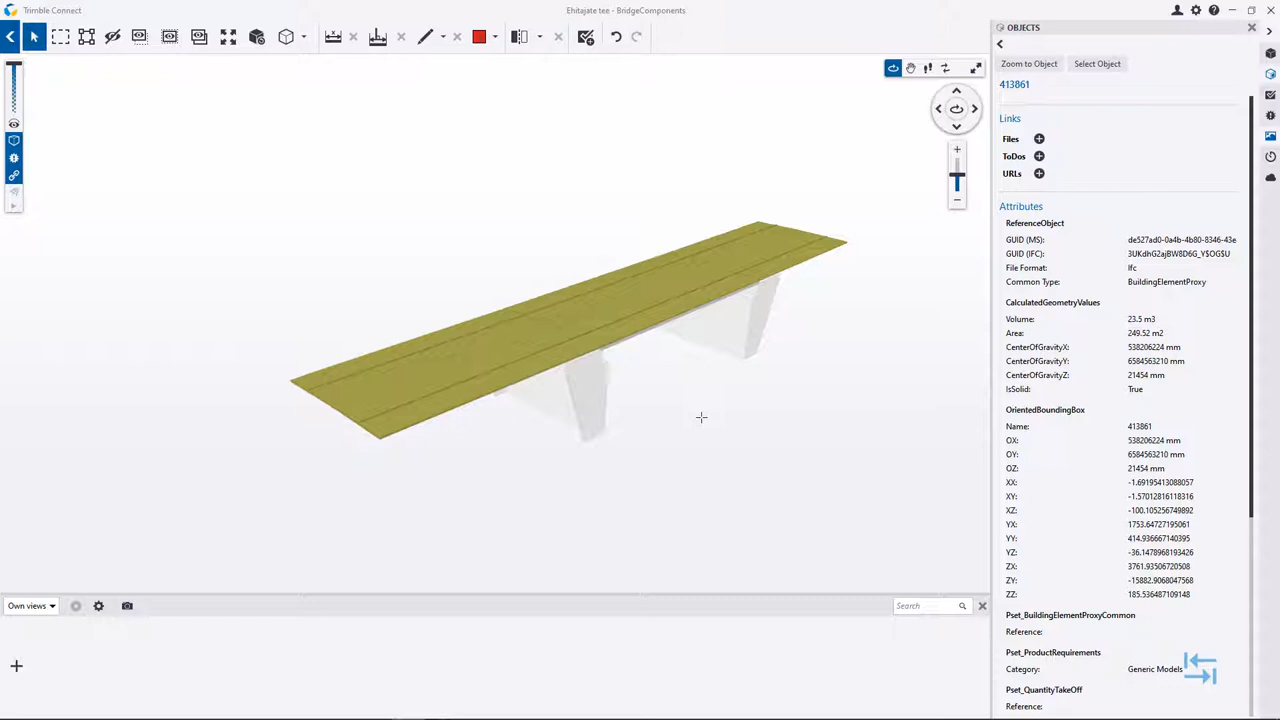 Trimble Connect
Ehitajate tee - BridgeComponents
OBJECTS
Zoom to Object
Select Object
413861
Links
Files
ToDos
URLs
Attributes
ReferenceObject
GUID (MS): de527ad0-0a4b-4b80-8346-43e
GUID (IFC): 3UKdhG2ajBW8D6G_Y$OG$U
File Format: Ifc
Common Type: BuildingElementProxy
CalculatedGeometryValues
Volume: 23.5 m3
Area: 249.52 m2
CenterOfGravityX: 538206224 mm
CenterOfGravityY: 6584563210 mm
CenterOfGravityZ: 21454 mm
IsSolid: True
OrientedBoundingBox
Name: 413861
OX: 538206224 mm
OY: 6584563210 mm
OZ: 21454 mm
XX: -1.69195413088057
XY: -1.57012816118316
XZ: -100.105256749892
YX: 1753.64727195061
YY: 414.936667140395
YZ: -36.1478968193426
ZX: 3761.93506720508
ZY: -15882.9068047568
ZZ: 185.536487109148
Pset_BuildingElementProxyCommon
Reference:
Pset_ProductRequirements
Category: Generic Models
Pset_QuantityTakeOff
Reference:
Own views
Search